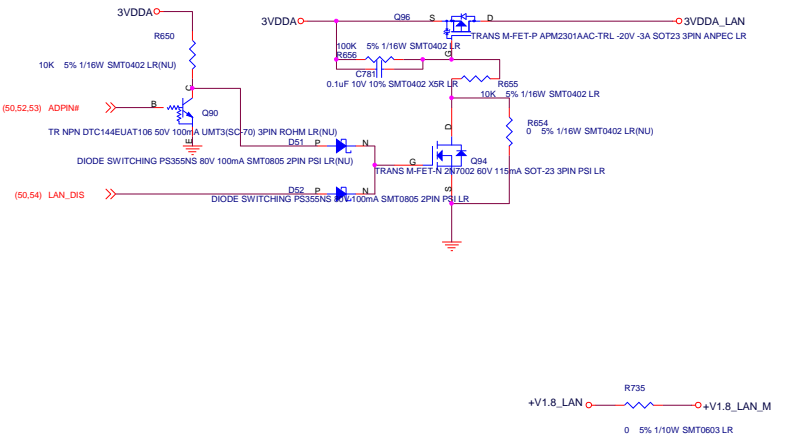 3VDDA
R650
10K 5% 1/16W SMT0402 LR(NU)
C
(50,52,53) ADPIN#
B
Q90
E
TR NPN DTC144EUAT106 50V 100mA UMT3(SC-70) 3PIN ROHM LR(NU)
D51
P
N
DIODE SWITCHING PS355NS 80V 100mA SMT0805 2PIN PSI LR(NU)
(50,54) LAN_DIS
D52
P
N
DIODE SWITCHING PS355NS 80V 100mA SMT0805 2PIN PSI LR
3VDDA
Q96
S
D
3VDDA_LAN
TRANS M-FET-P APM2301AAC-TRL -20V -3A SOT23 3PIN ANPEC LR
G
100K 5% 1/16W SMT0402 LR
R656
C781
0.1uF 10V 10% SMT0402 X5R LR
R655
10K 5% 1/16W SMT0402 LR
R654
0 5% 1/16W SMT0402 LR(NU)
D
G
Q94
TRANS M-FET-N 2N7002 60V 115mA SOT-23 3PIN PSI LR
S
R735
+V1.8_LAN
+V1.8_LAN_M
0 5% 1/10W SMT0603 LR